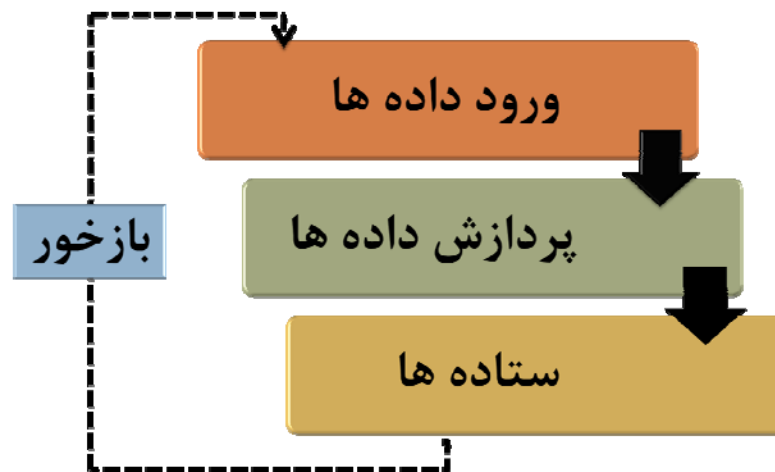 ورود داده ها
پردازش داده ها
ستاده ها
بازخور